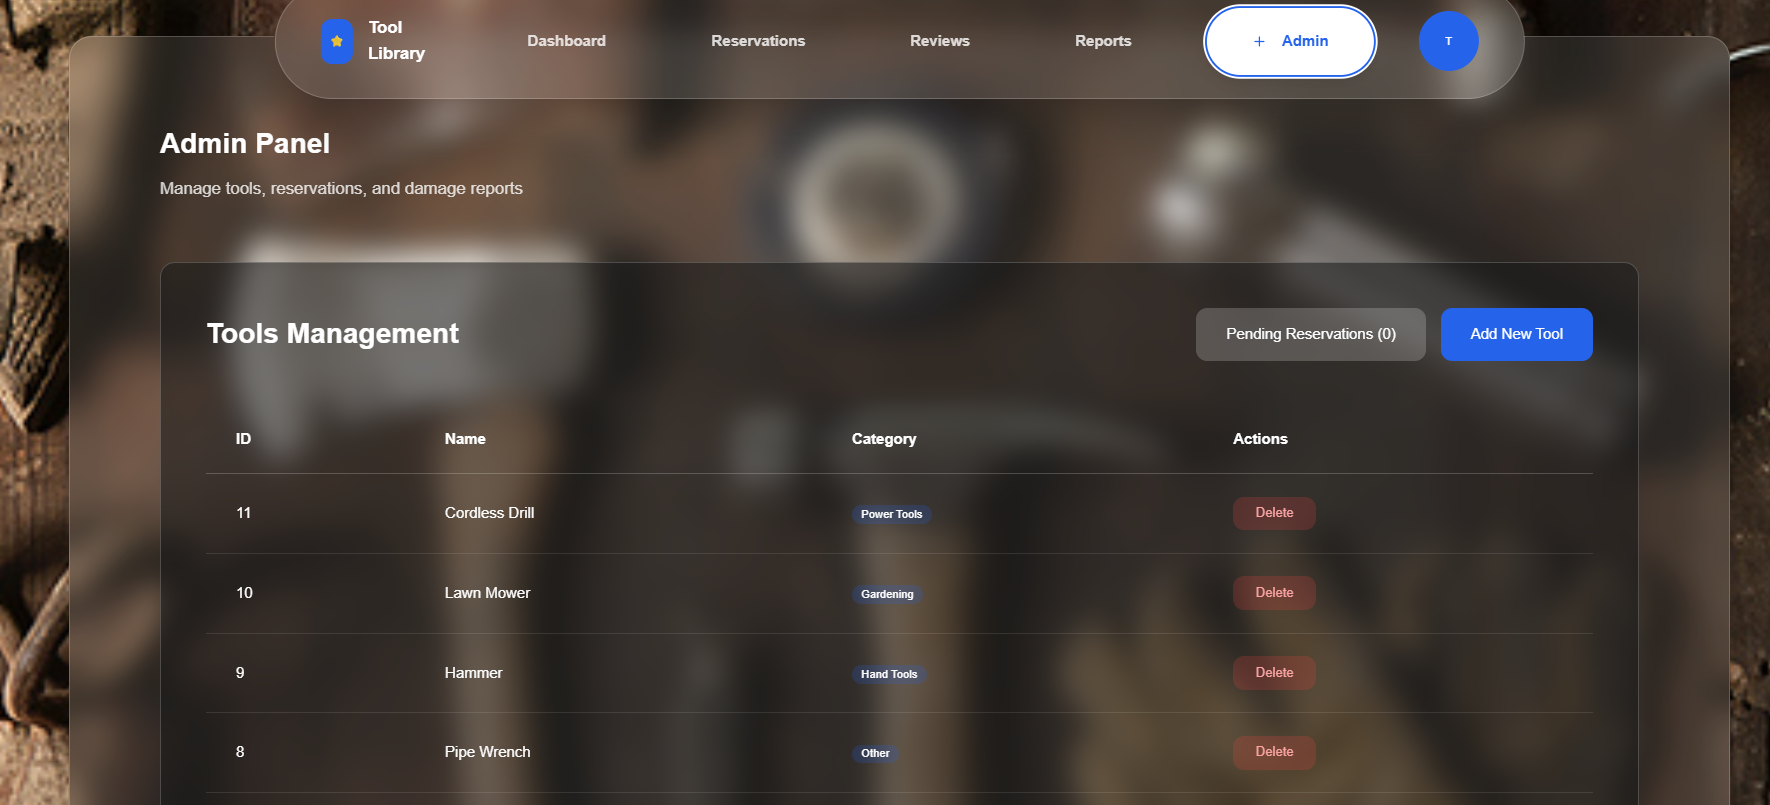 Tool
Library
Dashboard
Reservations
Reviews
Reports
+ Admin
T
Admin Panel
Manage tools, reservations, and damage reports
Tools Management
Pending Reservations (0)
Add New Tool
ID Name Category Actions
11 Cordless Drill Power Tools Delete
10 Lawn Mower Gardening Delete
9 Hammer Hand Tools Delete
8 Pipe Wrench Other Delete